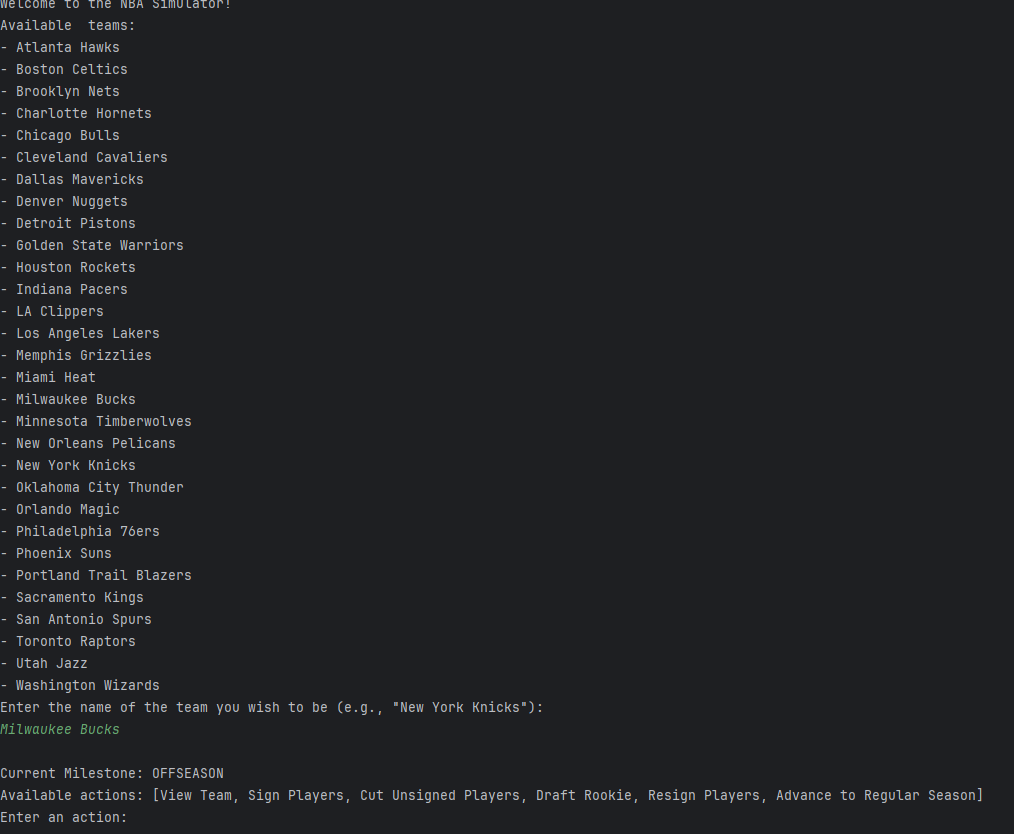 Welcome to the NBA Simulator!
Available  teams:
- Atlanta Hawks
- Boston Celtics
- Brooklyn Nets
- Charlotte Hornets
- Chicago Bulls
- Cleveland Cavaliers
- Dallas Mavericks
- Denver Nuggets
- Detroit Pistons
- Golden State Warriors
- Houston Rockets
- Indiana Pacers
- LA Clippers
- Los Angeles Lakers
- Memphis Grizzlies
- Miami Heat
- Milwaukee Bucks
- Minnesota Timberwolves
- New Orleans Pelicans
- New York Knicks
- Oklahoma City Thunder
- Orlando Magic
- Philadelphia 76ers
- Phoenix Suns
- Portland Trail Blazers
- Sacramento Kings
- San Antonio Spurs
- Toronto Raptors
- Utah Jazz
- Washington Wizards
Enter the name of the team you wish to be (e.g., "New York Knicks"):
Milwaukee Bucks
Current Milestone: OFFSEASON
Available actions: [View Team, Sign Players, Cut Unsigned Players, Draft Rookie, Resign Players, Advance to Regular Season]
Enter an action: